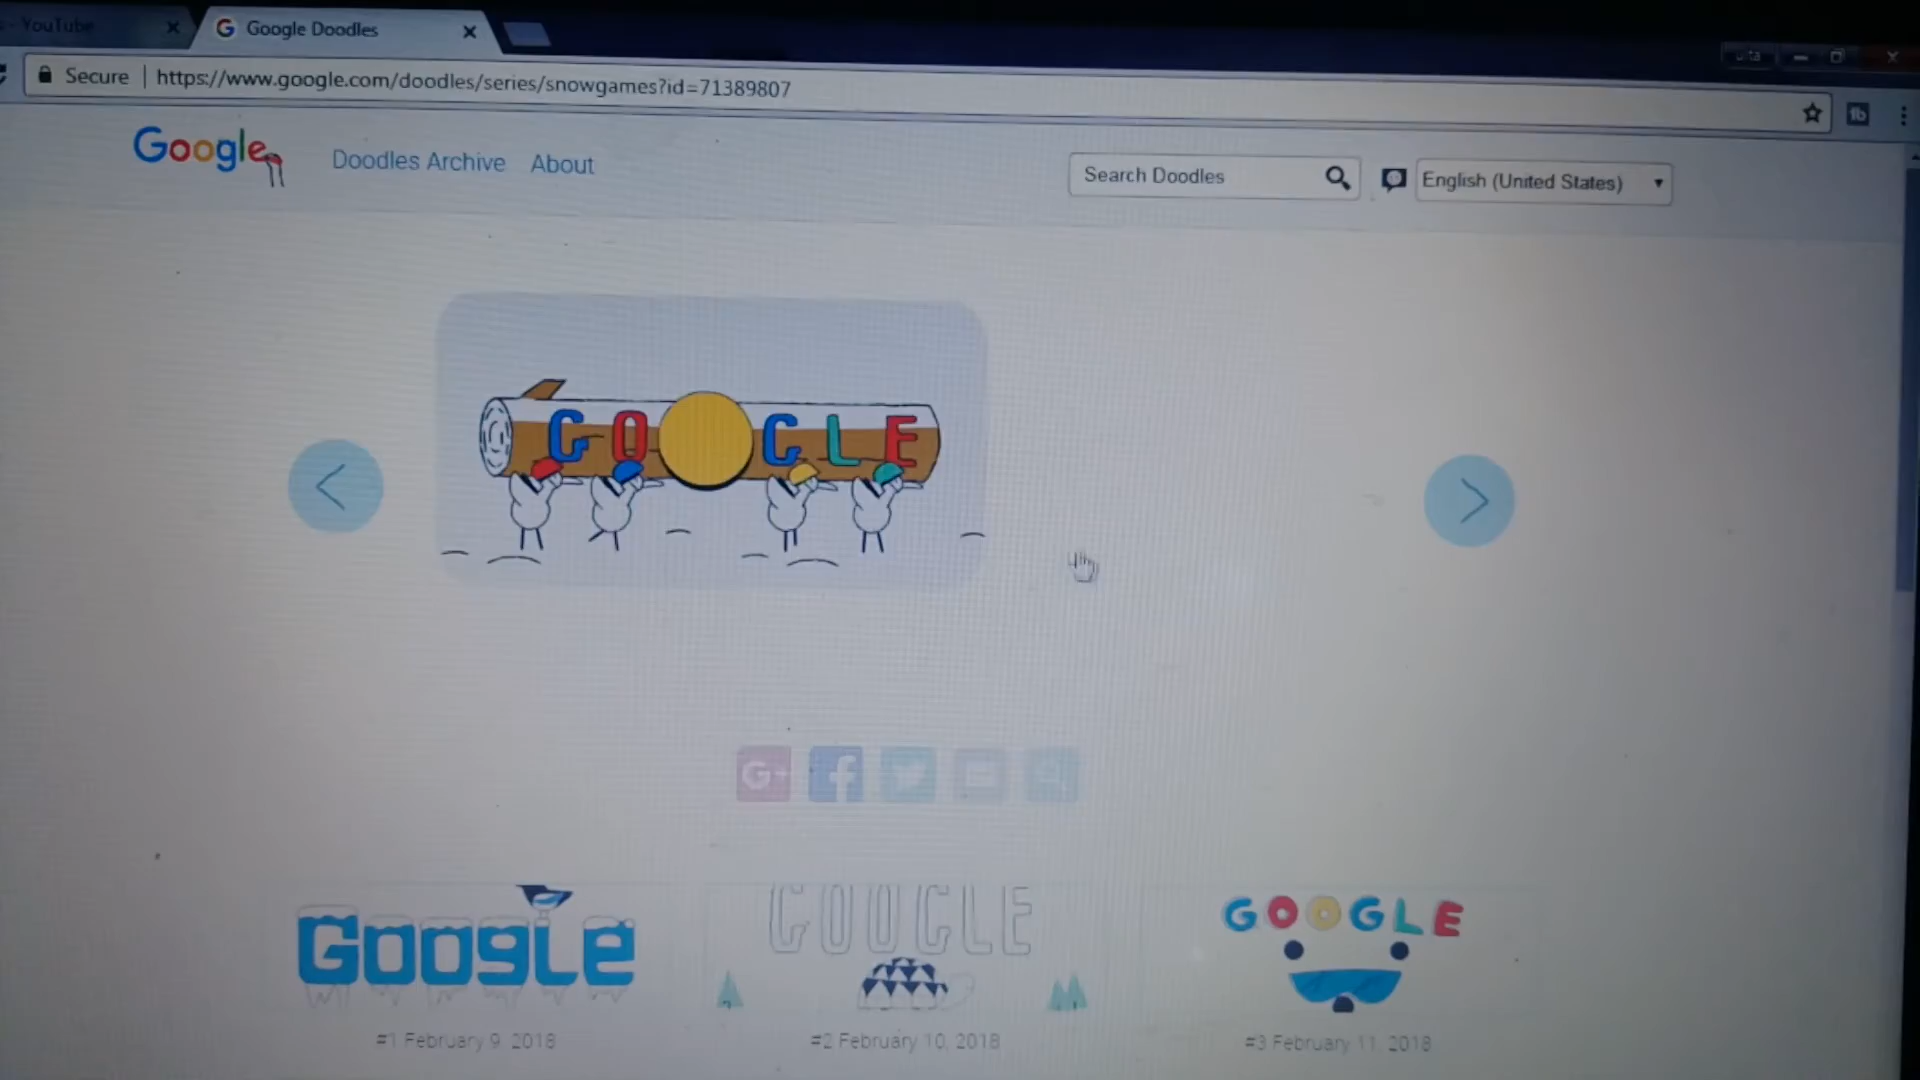 - YouTube
Google Doodles
Secure https://www.google.com/doodles/series/snowgames?id=71389807
Google
Doodles Archive
About
Search Doodles
English (United States)
GOOGLE
G+ f
Google
GOOGLE
GOOGLE
#1 February 9, 2018
#2 February 10, 2018
#3 February 11, 2018